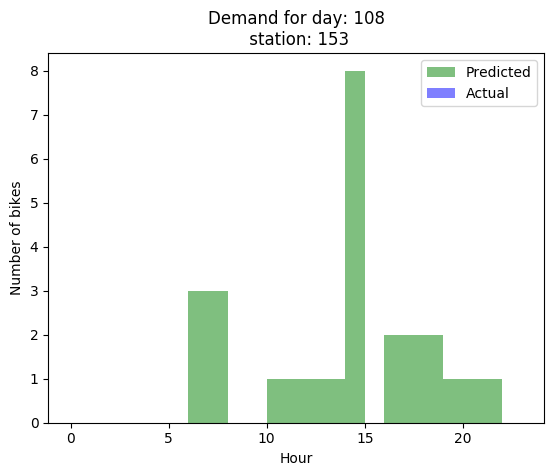 Demand for day: 108
station: 153
Predicted
Actual
Number of bikes
8
7
6
5
4
3
2
1
0
0 5 10 15 20
Hour